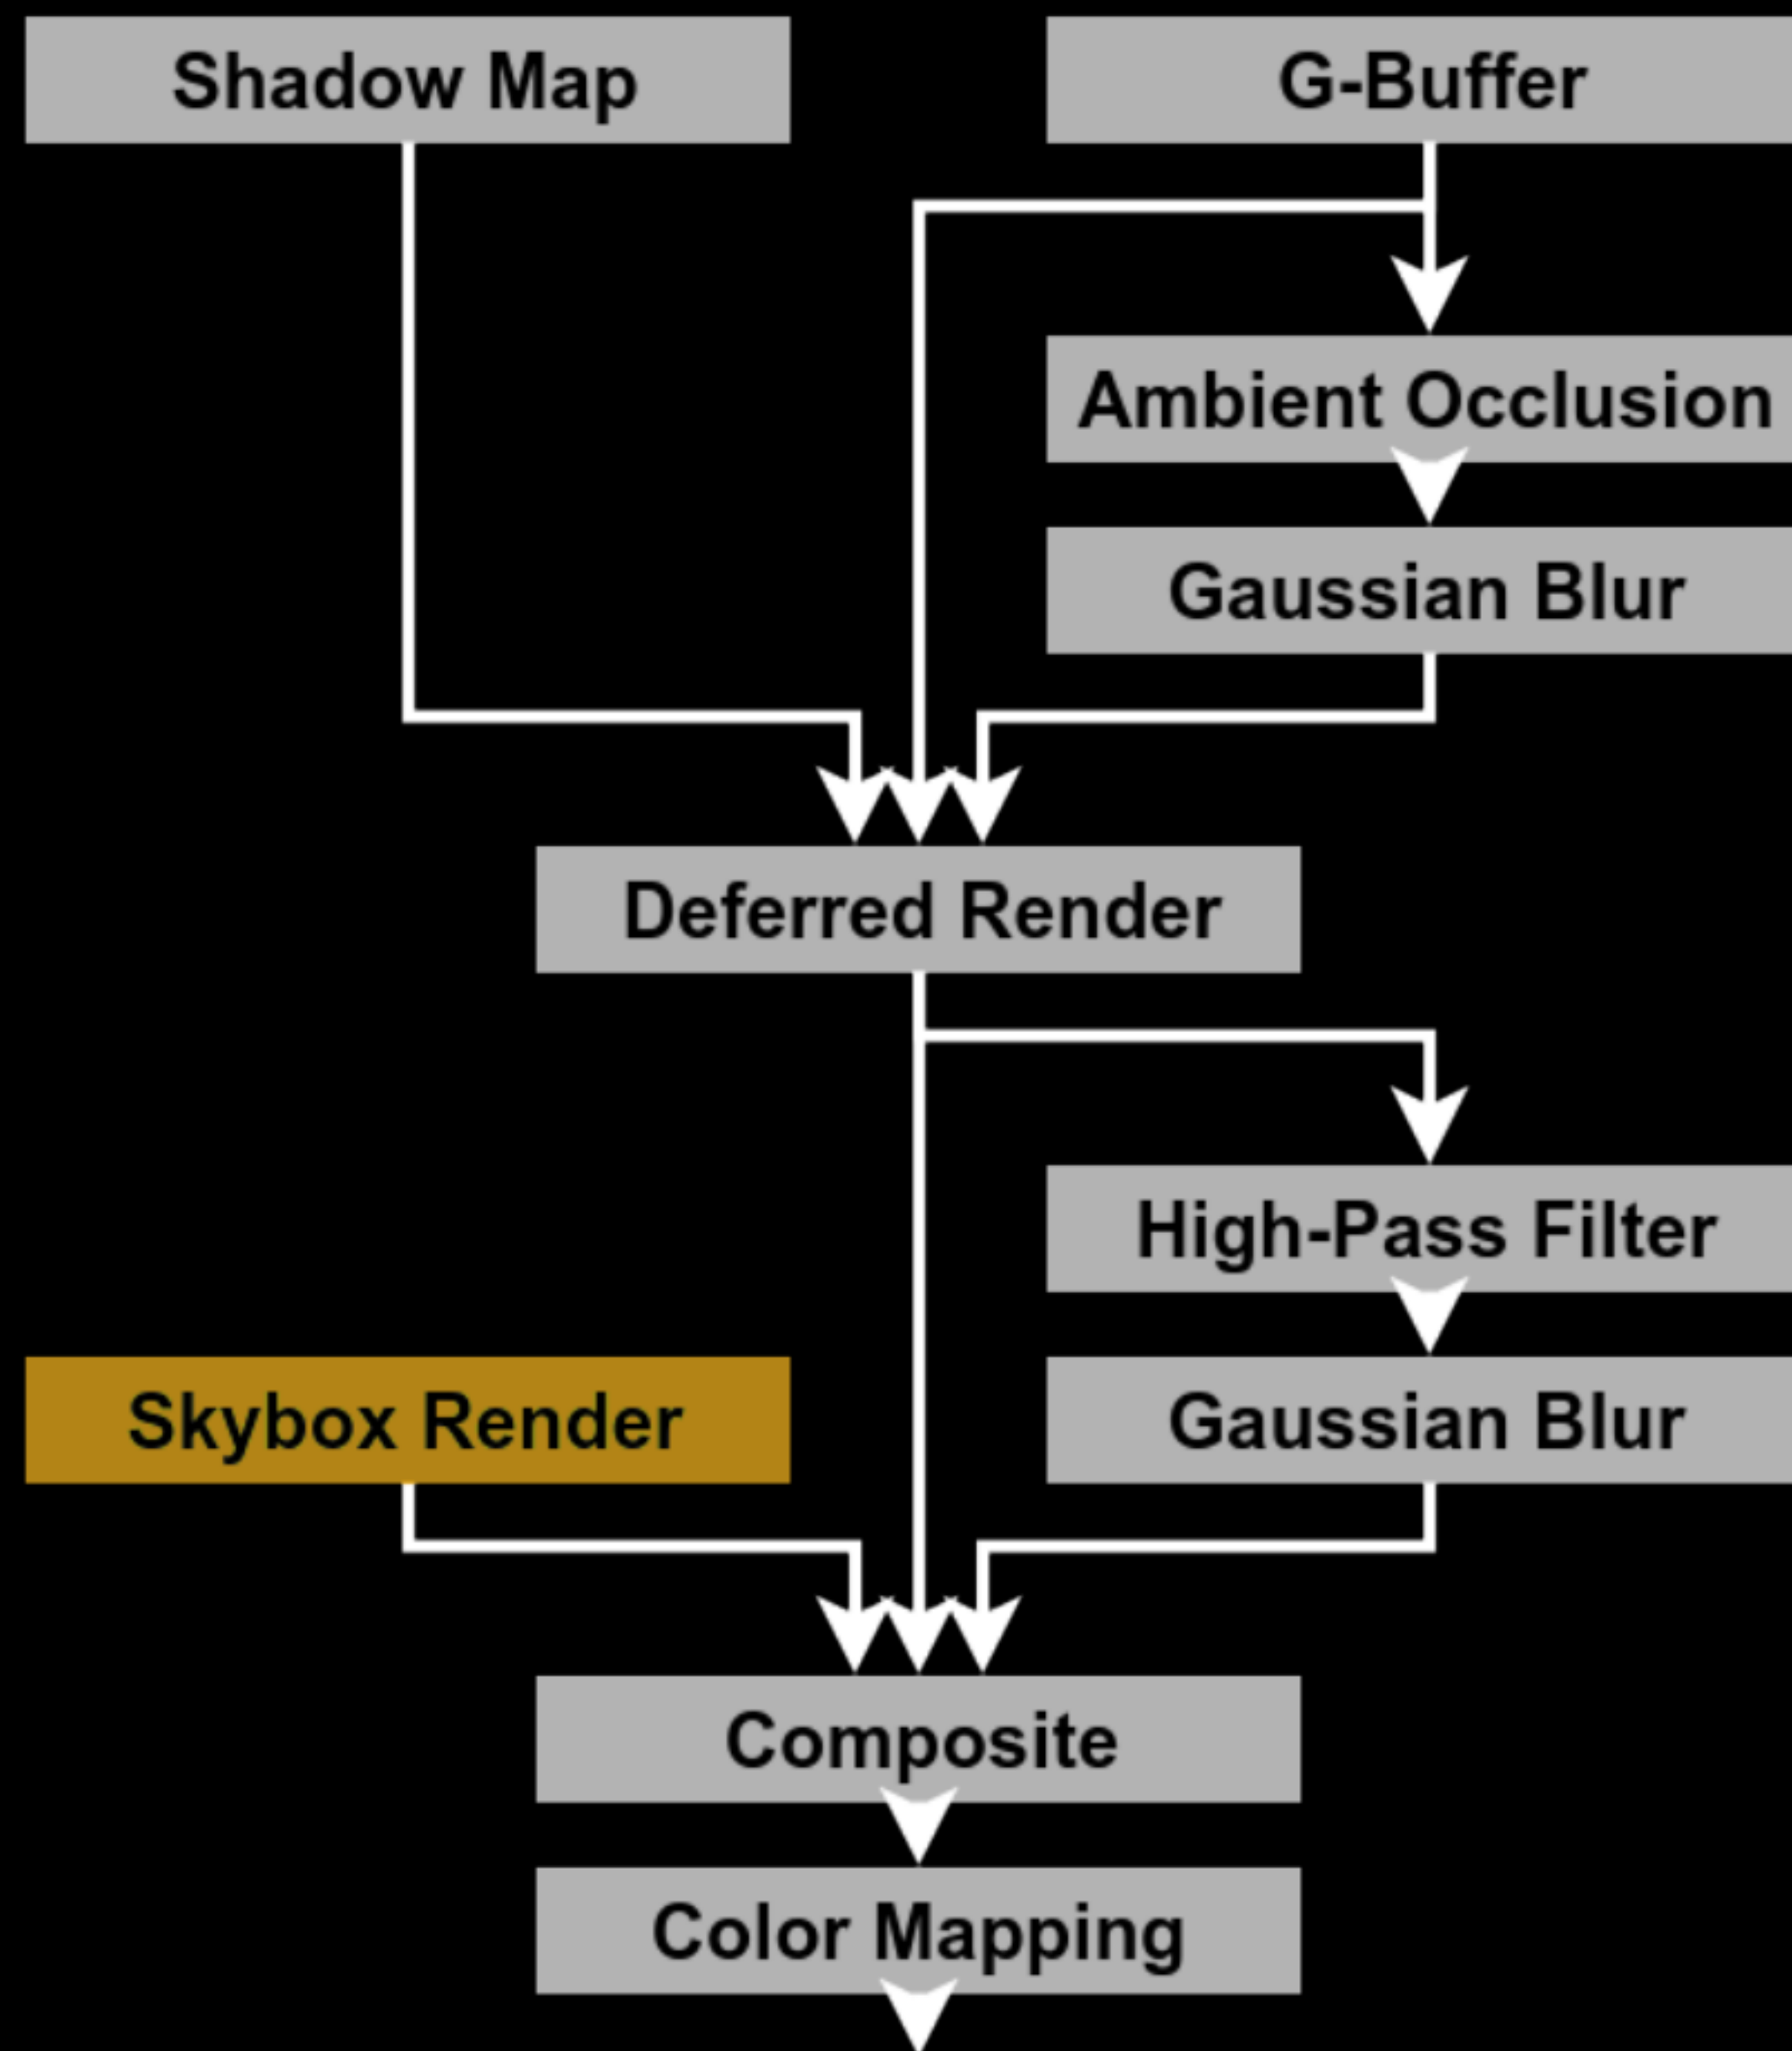 Shadow Map
G-Buffer
Ambient Occlusion
Gaussian Blur
Deferred Render
High-Pass Filter
Skybox Render
Gaussian Blur
Composite
Color Mapping